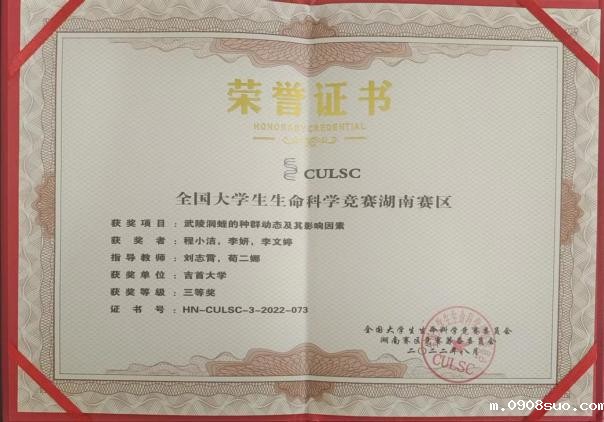 荣誉证书
HONORARY CREDENTIAL
CULSC
全国大学生生命科学竞赛湖南赛区
获奖项目：武陵洞蛙的种群动态及其影响因素
获奖者：程小洁，李妍，李文婷
指导教师：刘志霄，荀二娜
获奖单位：吉首大学
获奖等级：三等奖
证书号：HN-CULSC-3-2022-073
全国大学生生命科学竞赛委员会
湖南赛区竞赛筹备委员会
二〇二二年八月
CULSC
m.0908suo.com